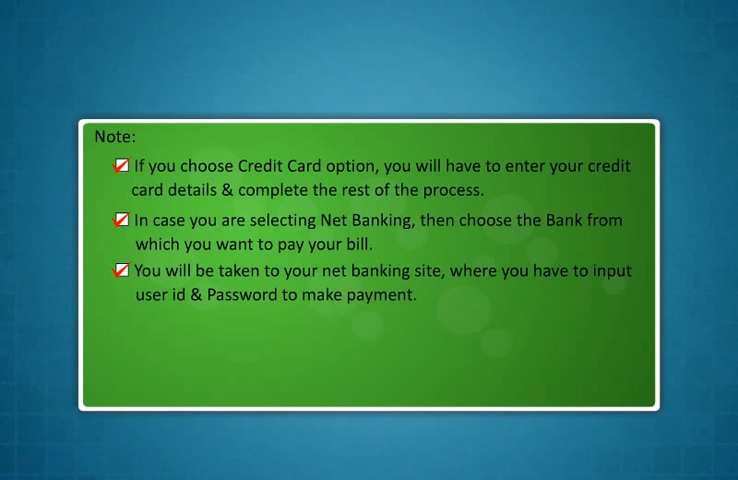 Note:
If you choose Credit Card option, you will have to enter your credit
card details & complete the rest of the process.
In case you are selecting Net Banking, then choose the Bank from
which you want to pay your bill.
You will be taken to your net banking site, where you have to input
user id & Password to make payment.